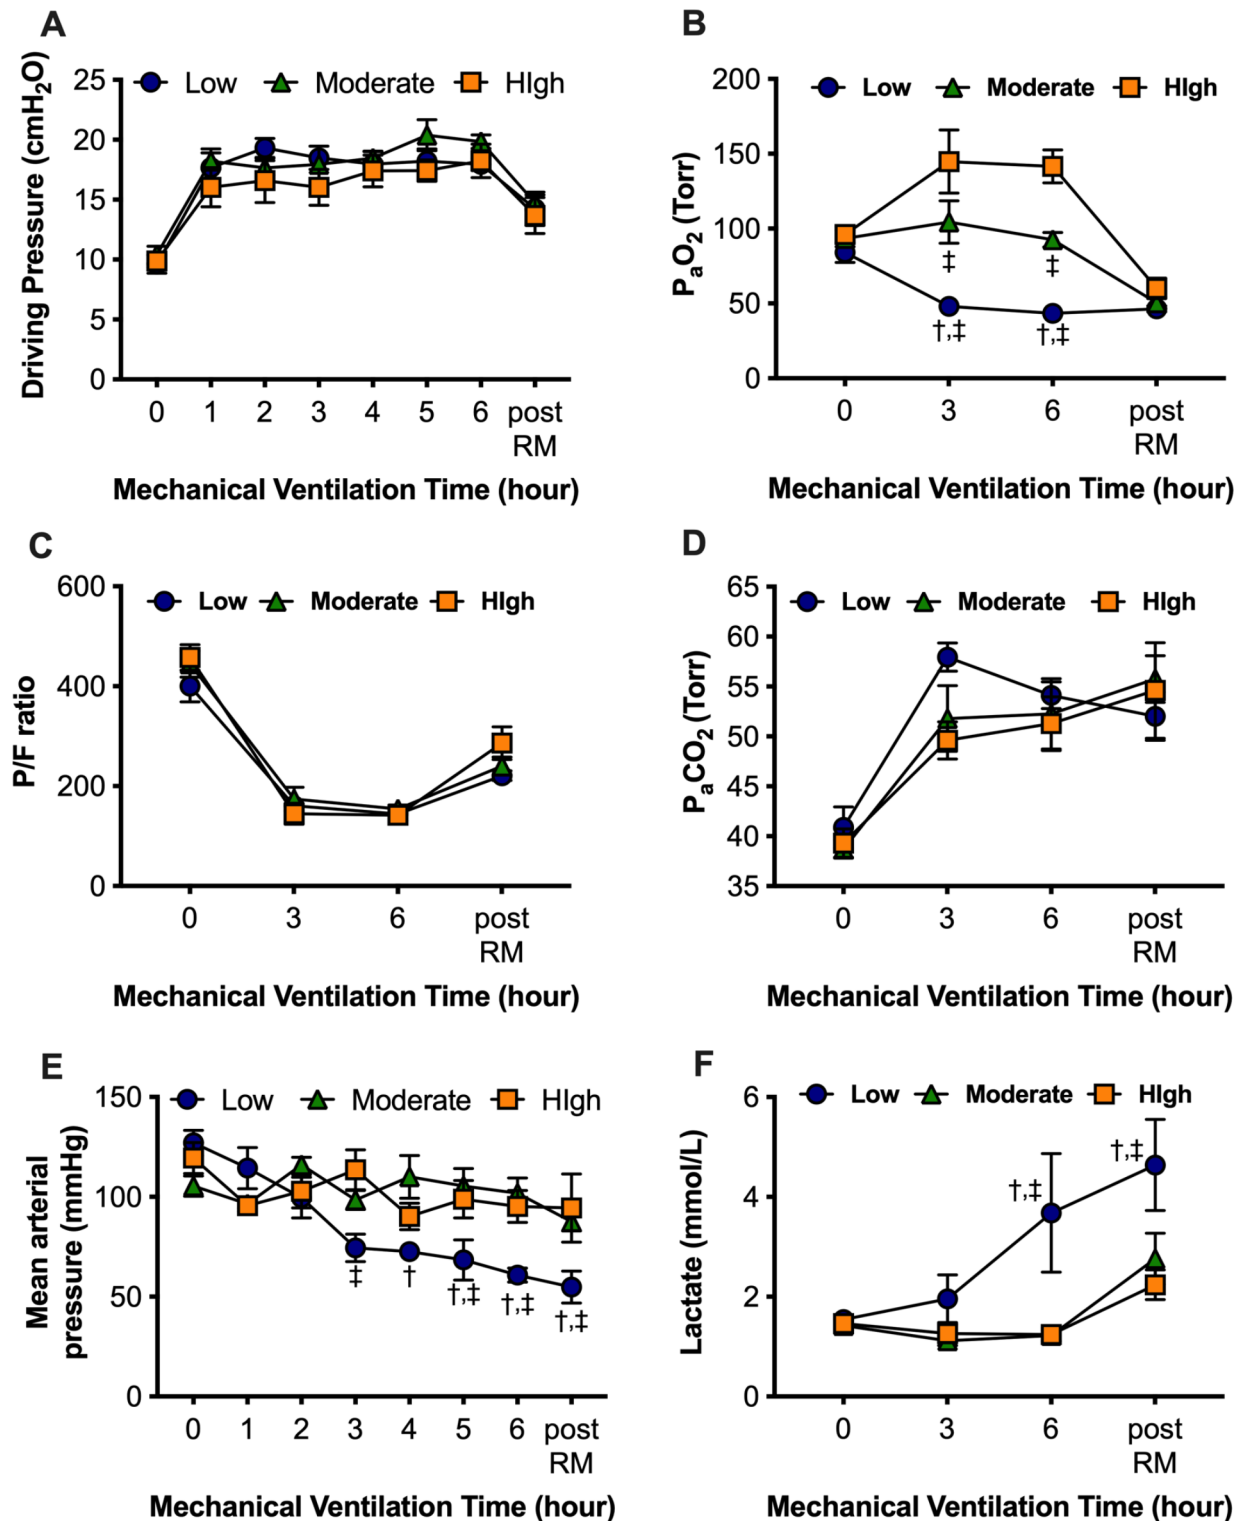 A
Driving Pressure (cmH₂O)
Low Moderate HIgh
25
20
15
10
5
0
0 1 2 3 4 5 6 post
RM
Mechanical Ventilation Time (hour)
B
PₐO₂ (Torr)
Low Moderate HIgh
200
150
100
50
0
‡ ‡
†,‡ †,‡
0 3 6 post
RM
Mechanical Ventilation Time (hour)
C
P/F ratio
Low Moderate HIgh
600
400
200
0
0 3 6 post
RM
Mechanical Ventilation Time (hour)
D
PₐCO₂ (Torr)
Low Moderate HIgh
65
60
55
50
45
40
35
0 3 6 post
RM
Mechanical Ventilation Time (hour)
E
Mean arterial
pressure (mmHg)
Low Moderate HIgh
150
100
50
0
‡ † †,‡ †,‡ †,‡
0 1 2 3 4 5 6 post
RM
Mechanical Ventilation Time (hour)
F
Lactate (mmol/L)
Low Moderate HIgh
6
4
2
0
†,‡ †,‡
0 3 6 post
RM
Mechanical Ventilation Time (hour)